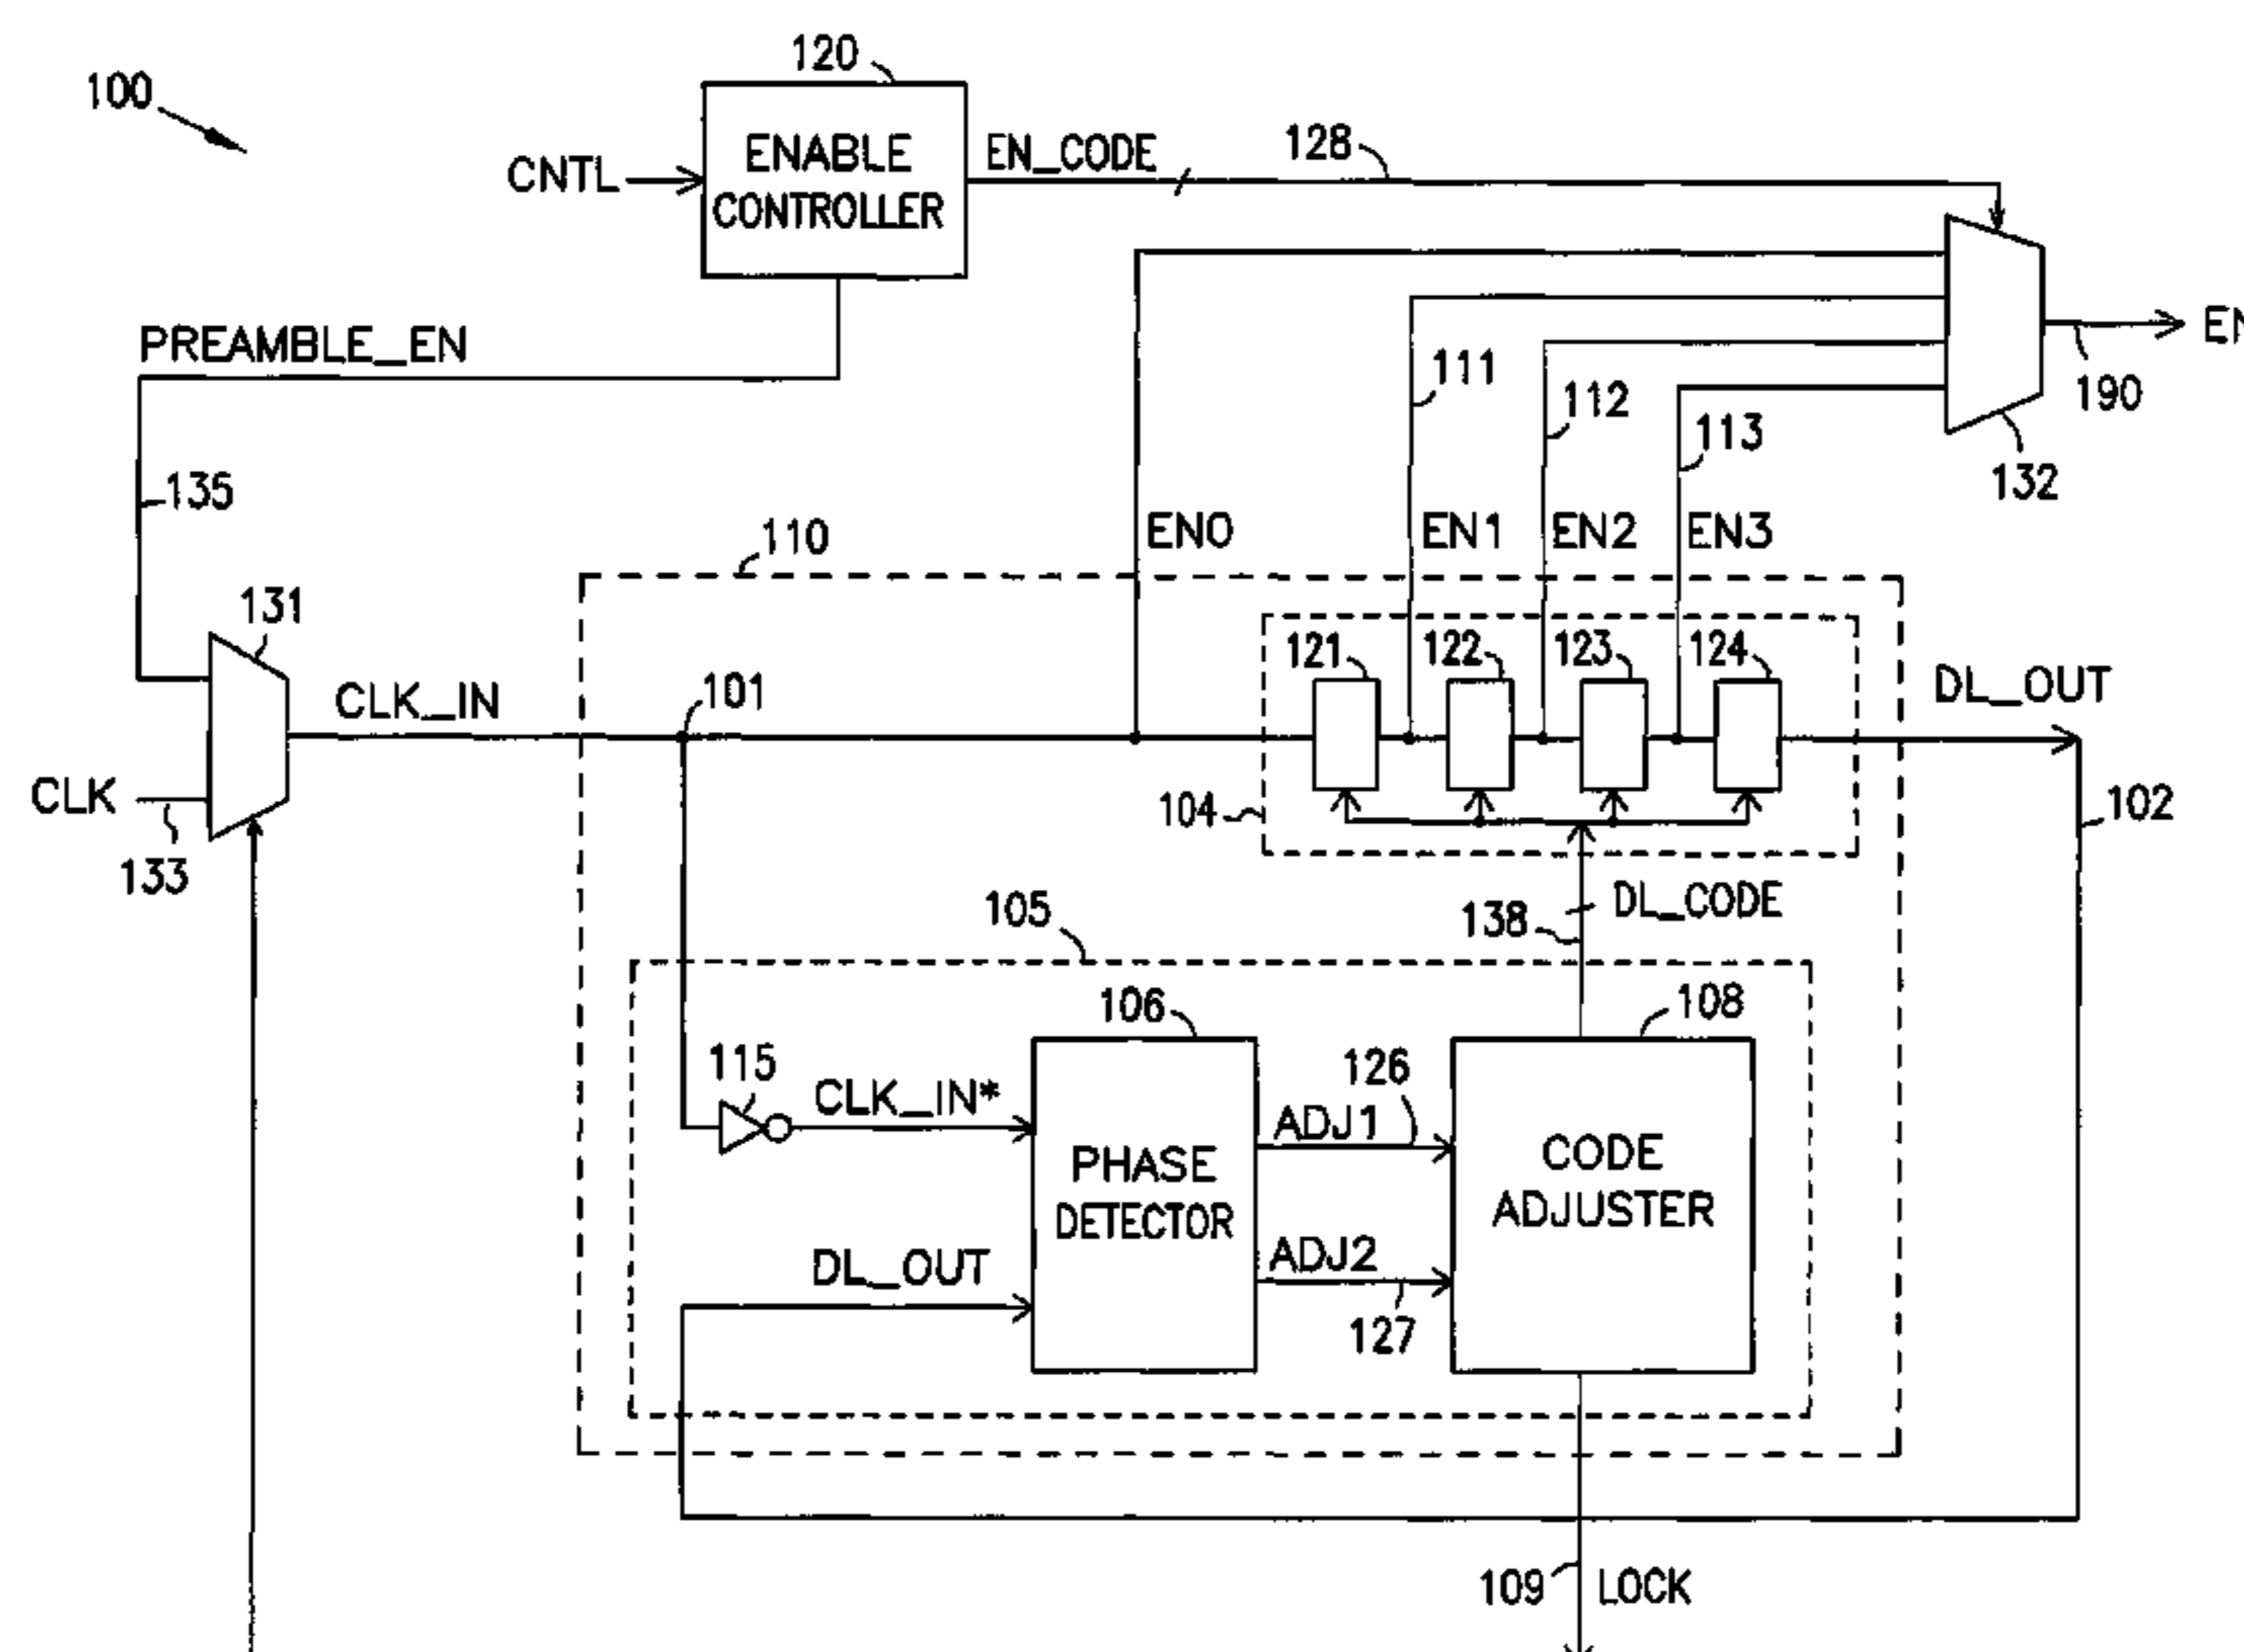 100
120
ENABLE
CONTROLLER
CNTL
EN_CODE
128
PREAMBLE_EN
135
111
112
113
EN
190
132
EN0
EN1
EN2
EN3
110
131
CLK_IN
101
121
122
123
124
DL_OUT
CLK
133
104
102
138
DL_CODE
105
106
108
115
CLK_IN*
126
ADJ1
PHASE
DETECTOR
CODE
ADJUSTER
DL_OUT
ADJ2
127
109
LOCK